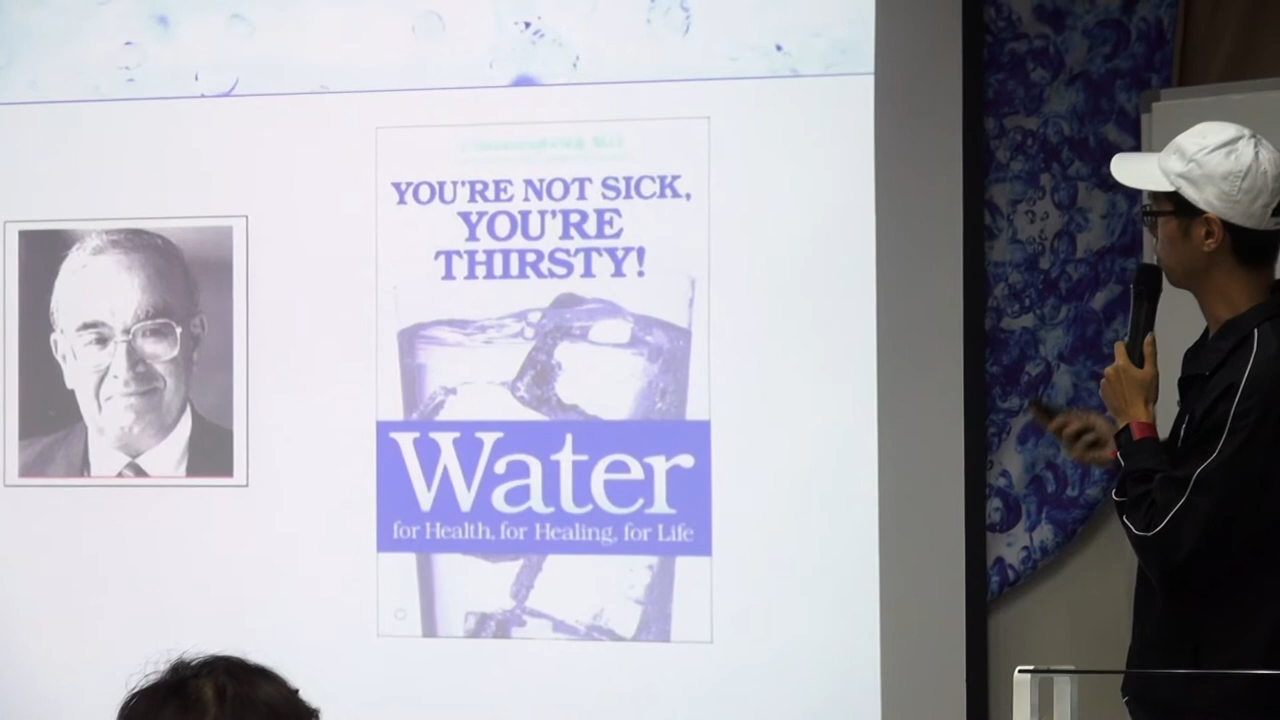 YOU'RE NOT SICK,
YOU'RE
THIRSTY!
Water
for Health, for Healing, for Life